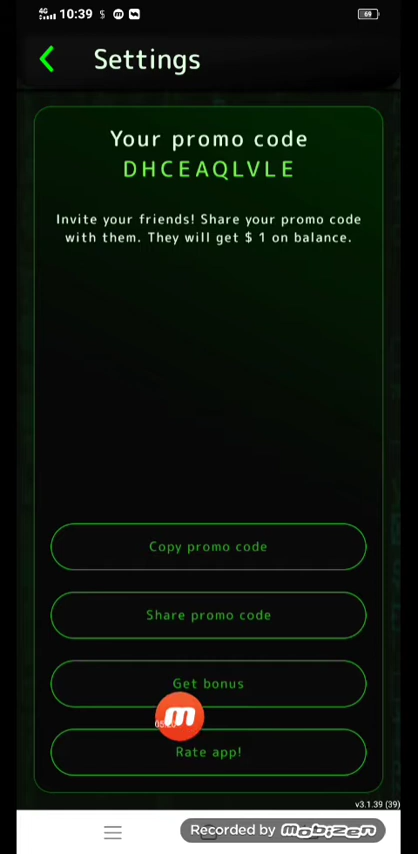 4G 10:39 69
Settings
Your promo code
DHCEAQLVLE
Invite your friends! Share your promo code
with them. They will get $ 1 on balance.
Copy promo code
Share promo code
Get bonus
Rate app!
v3.1.39 (39)
Recorded by mobizen